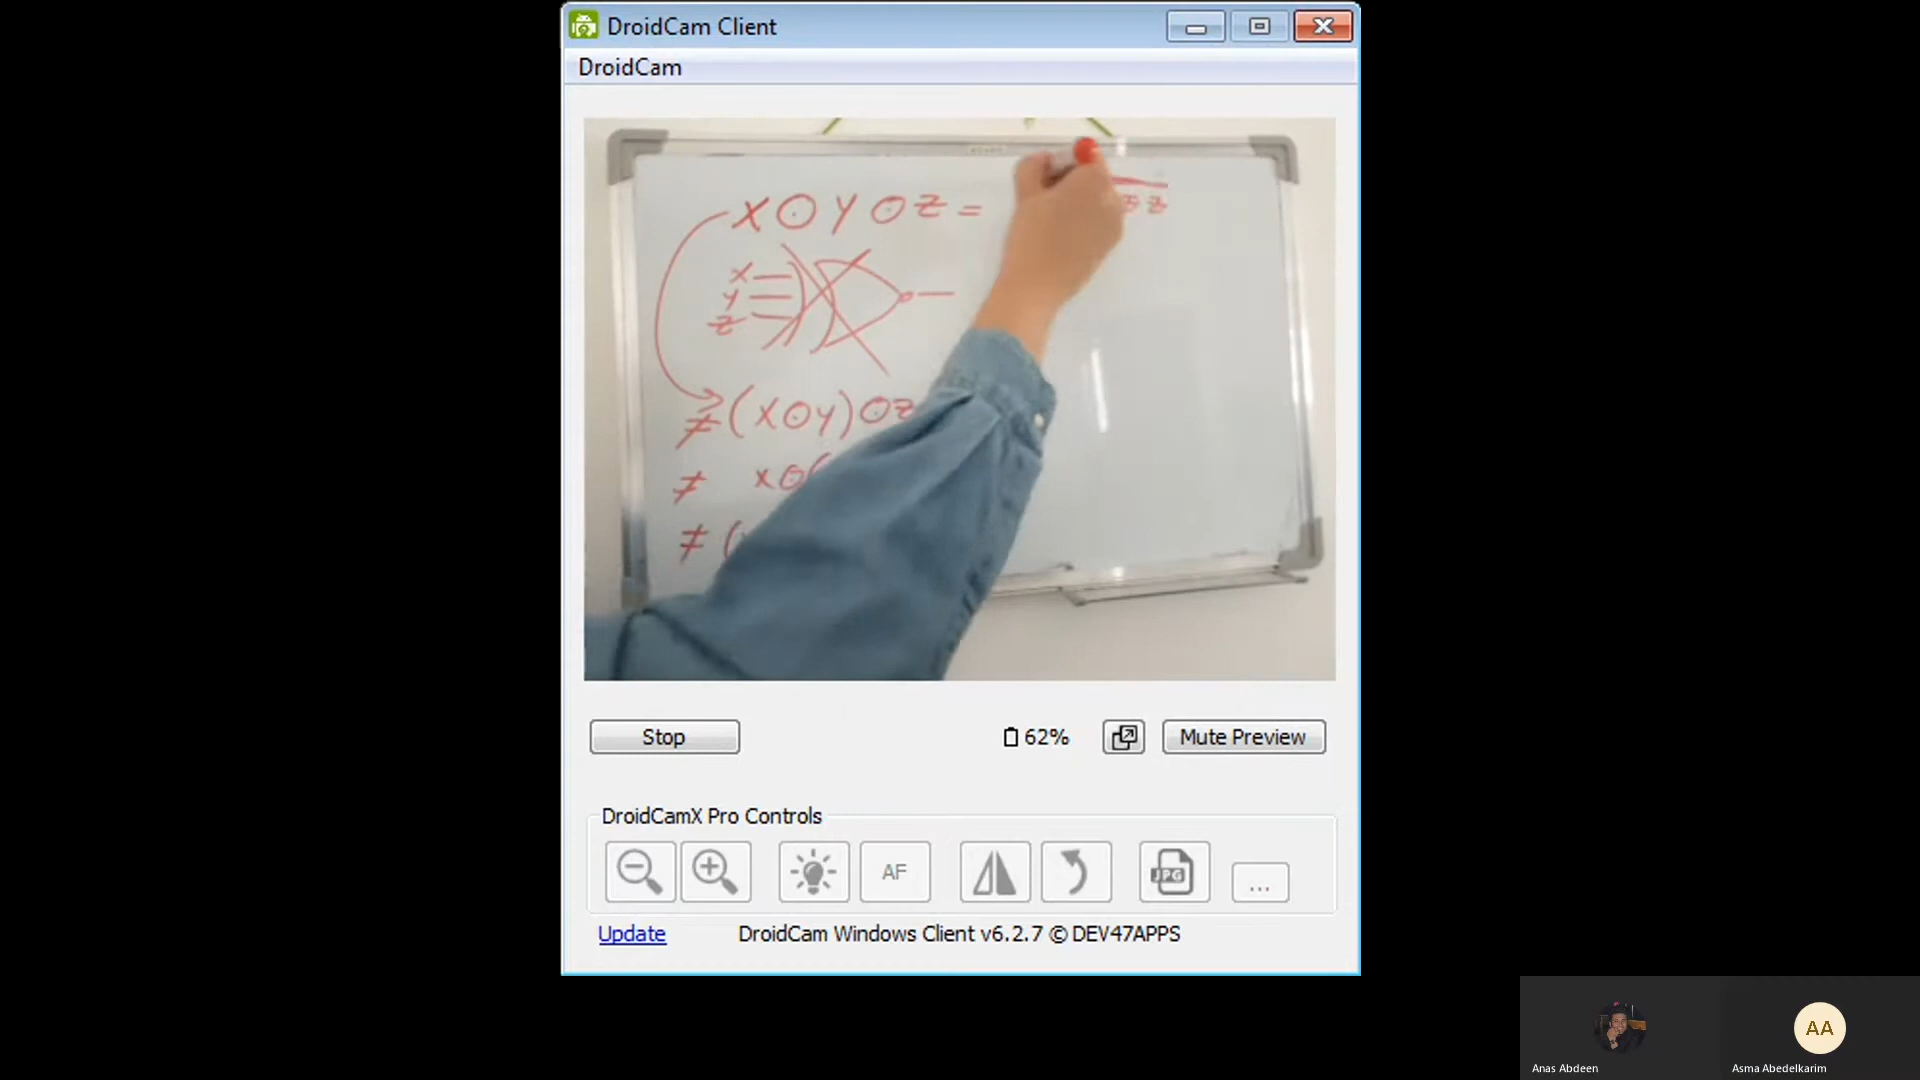 DroidCam Client
DroidCam
X ⊙ Y ⊙ Z =
Z
X
Y
Z
≠ (X ⊙ Y) ⊙ Z
≠ X ⊙ (
≠ (
Stop
62%
Mute Preview
DroidCamX Pro Controls
AF
JPG
...
Update
DroidCam Windows Client v6.2.7 © DEV47APPS
AA
Anas Abdeen
Asma Abedelkarim